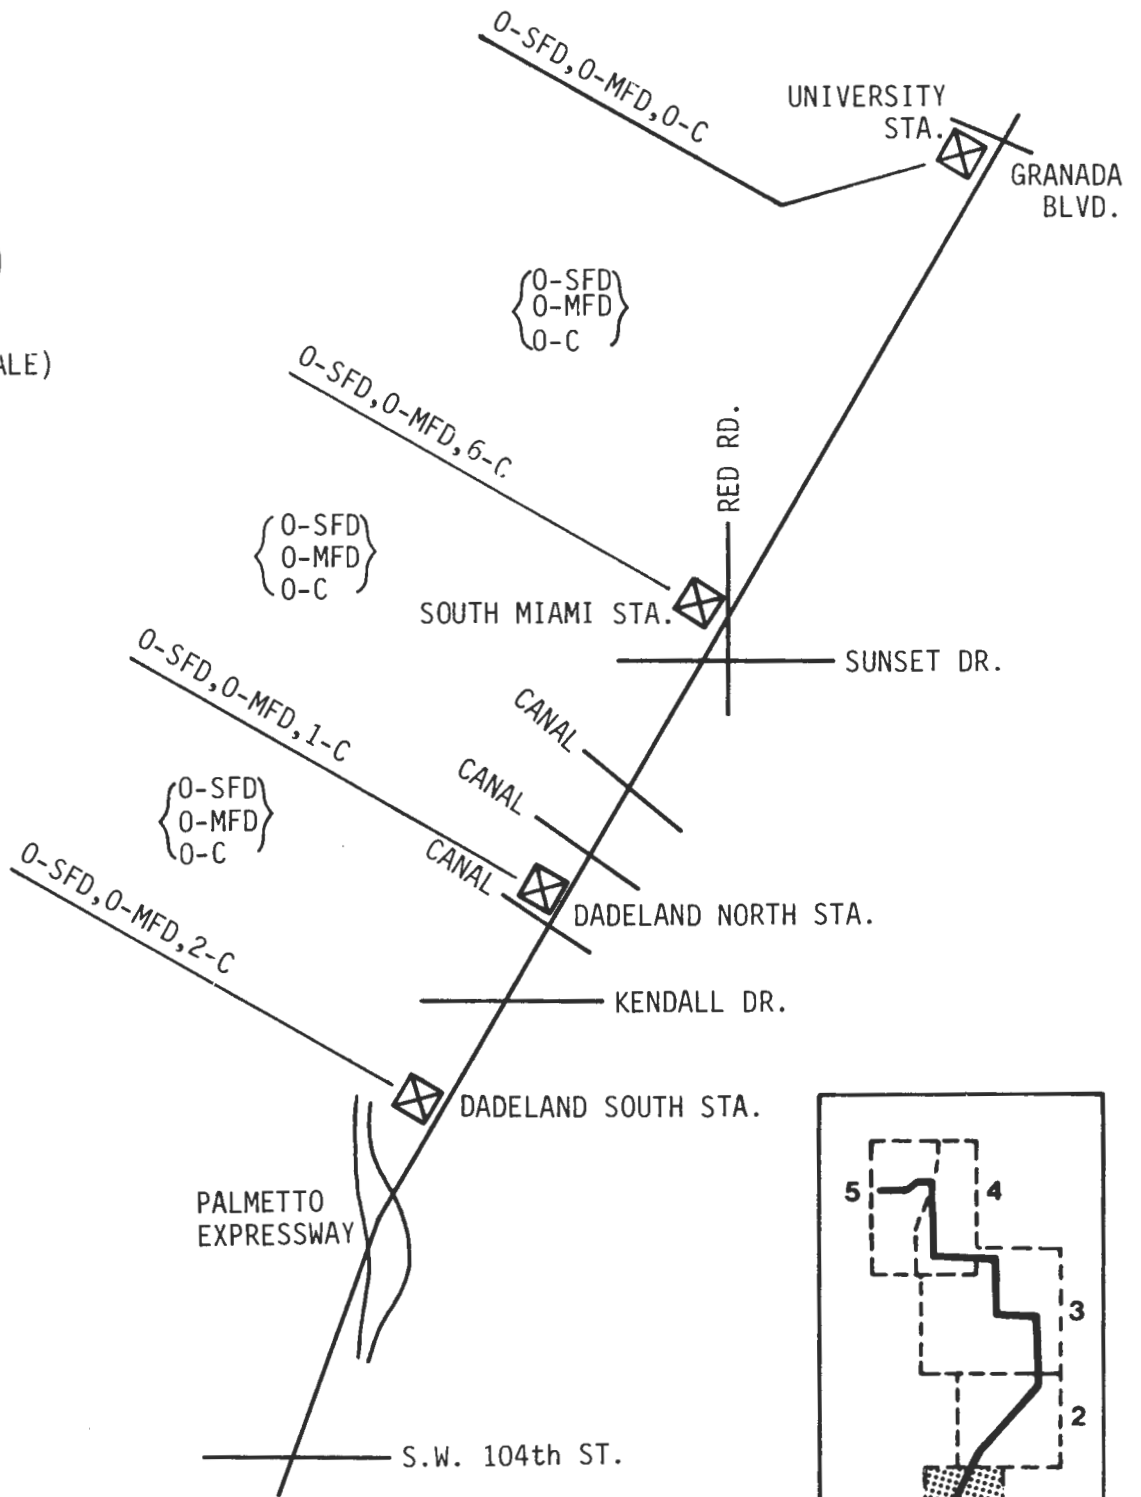 0-SFD,0-MFD,0-C
UNIVERSITY
STA.
GRANADA
BLVD.
0-SFD
0-MFD
0-C
ALE)
0-SFD,0-MFD,6-C
RED RD.
0-SFD
0-MFD
0-C
SOUTH MIAMI STA.
SUNSET DR.
0-SFD,0-MFD,1-C
CANAL
CANAL
CANAL
0-SFD
0-MFD
0-C
DADELAND NORTH STA.
0-SFD,0-MFD,2-C
KENDALL DR.
DADELAND SOUTH STA.
PALMETTO
EXPRESSWAY
S.W. 104th ST.
5
4
3
2